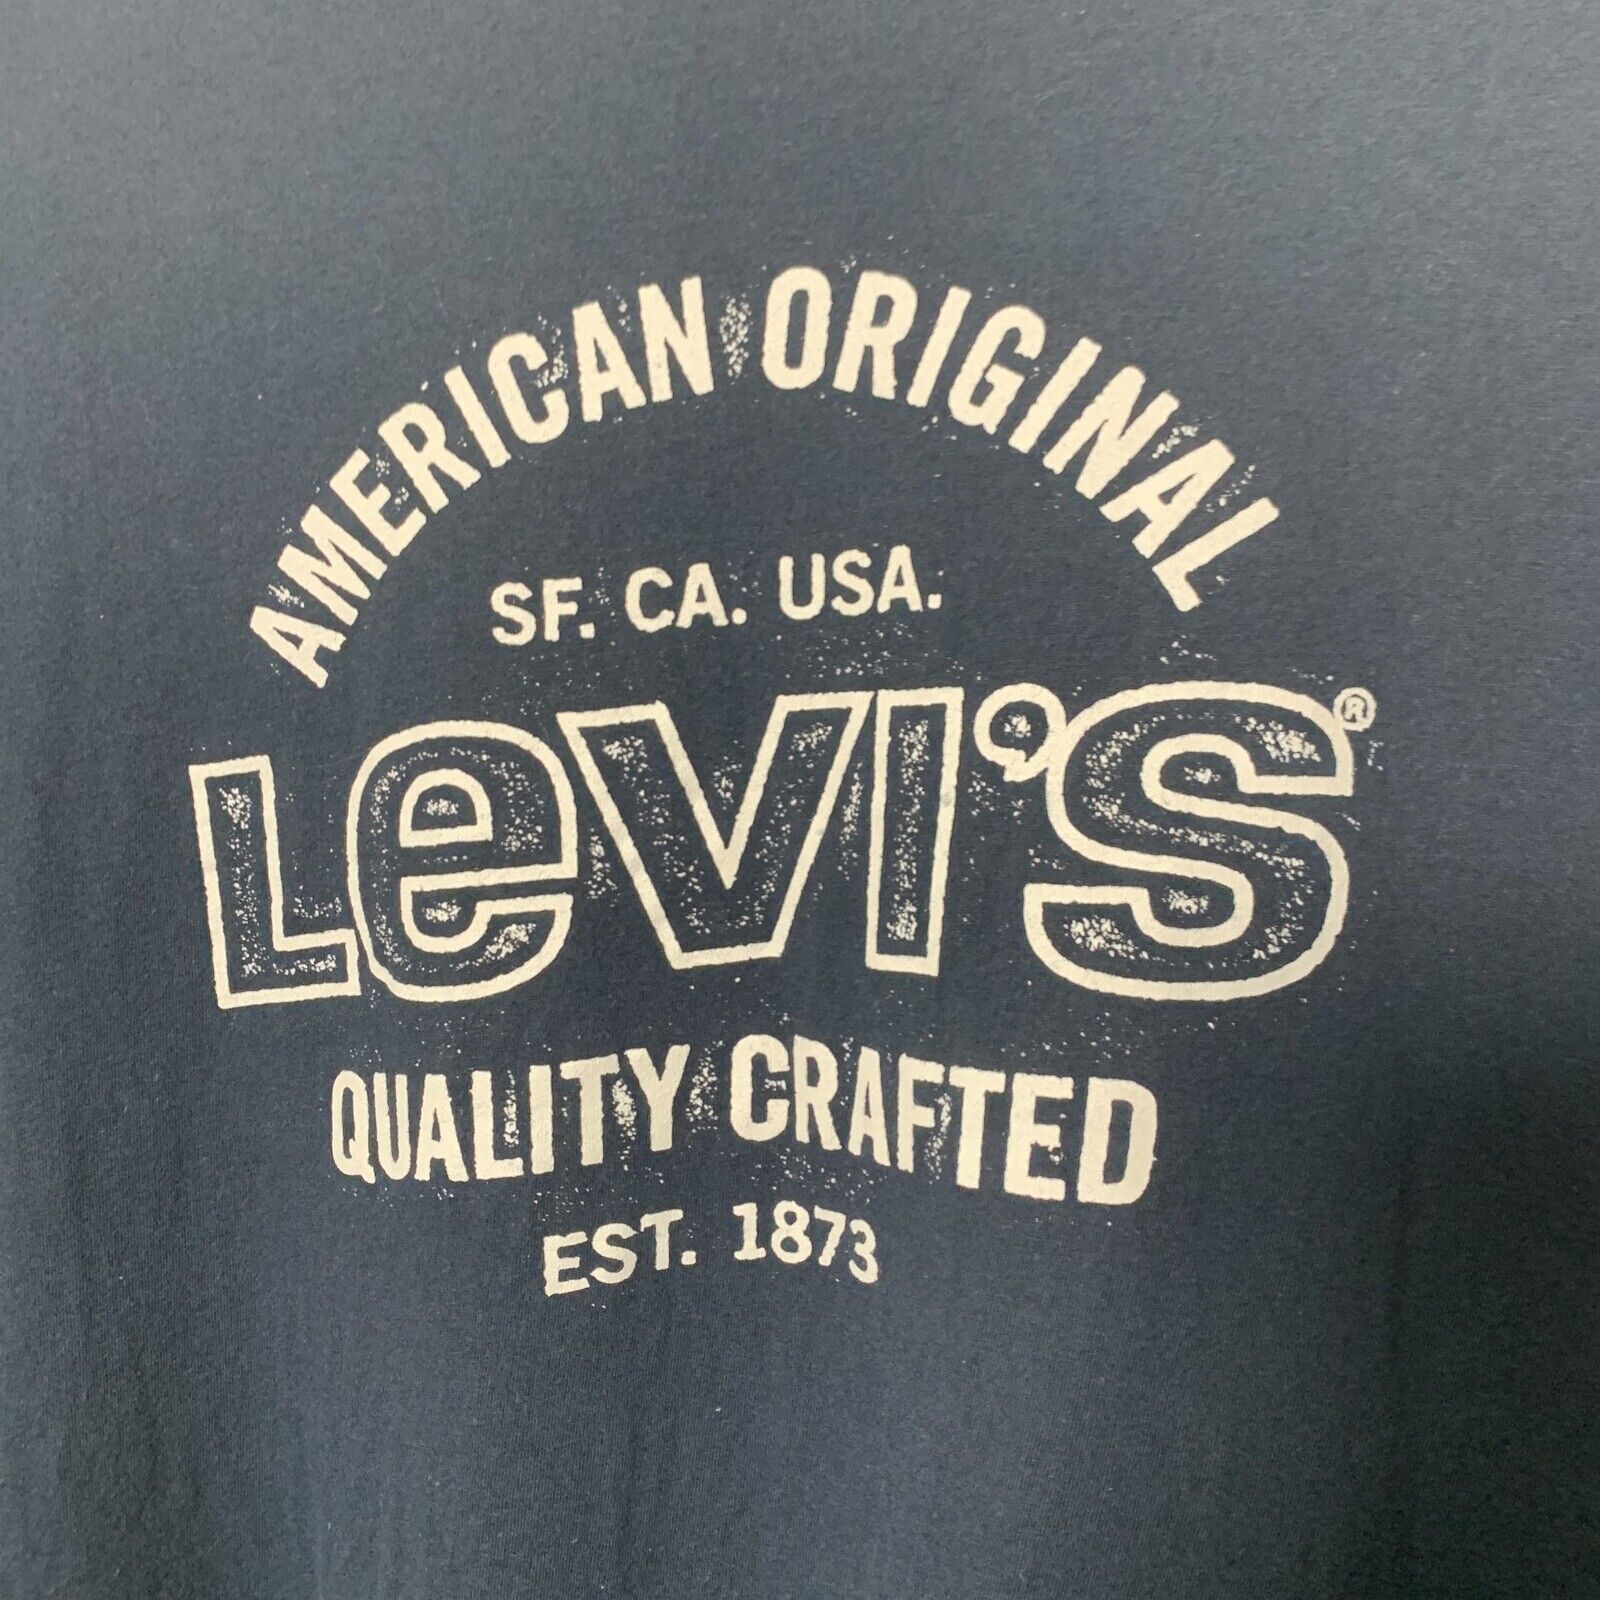 AMERICAN ORIGINAL
SF. CA. USA.
LeVI'S®
QUALITY CRAFTED
EST. 1873